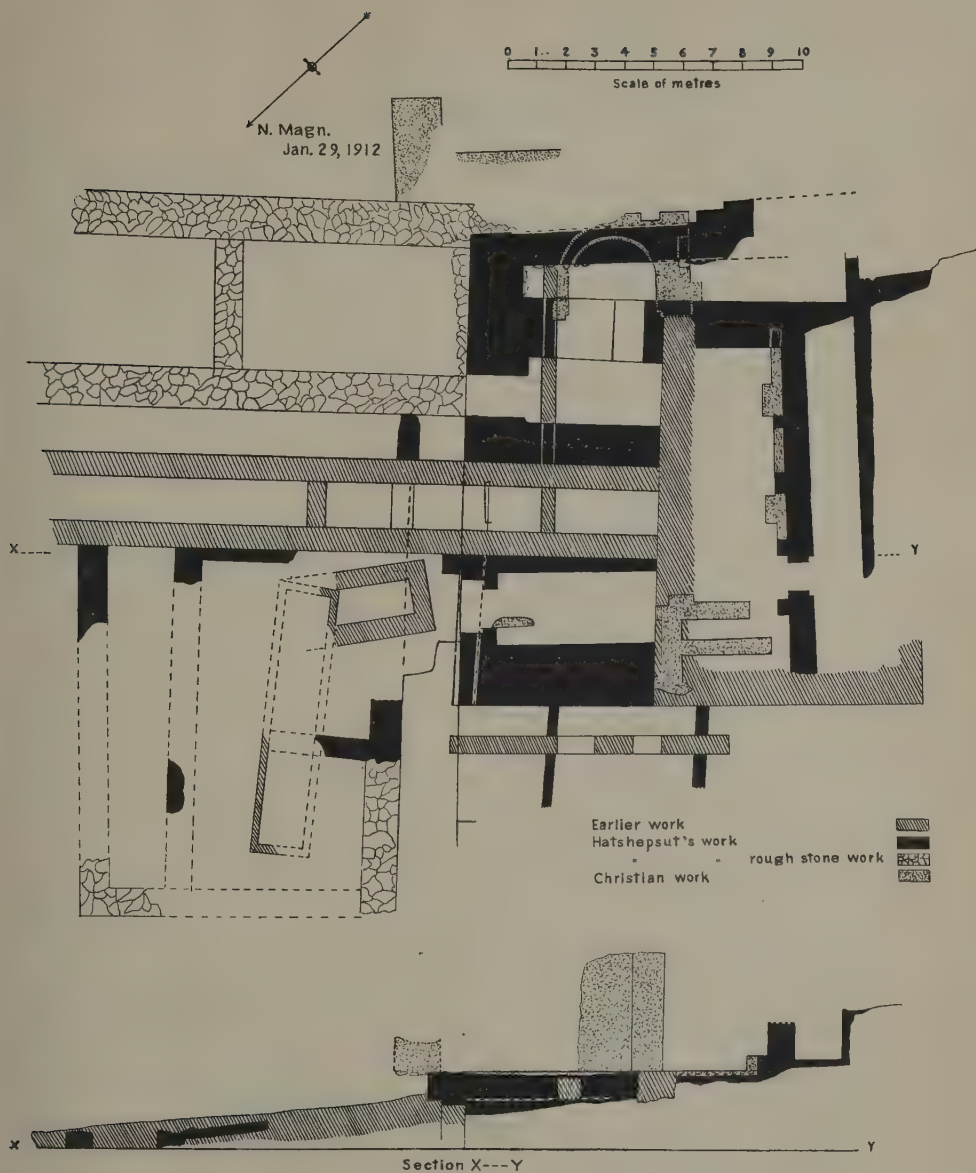 0 1.. 2 3 4 5 6 7 8 9 10
Scale of metres
N. Magn.
Jan. 29, 1912
X
Y
Earlier work
Hatshepsut's work
" " rough stone work
Christian work
X
Y
Section X---Y